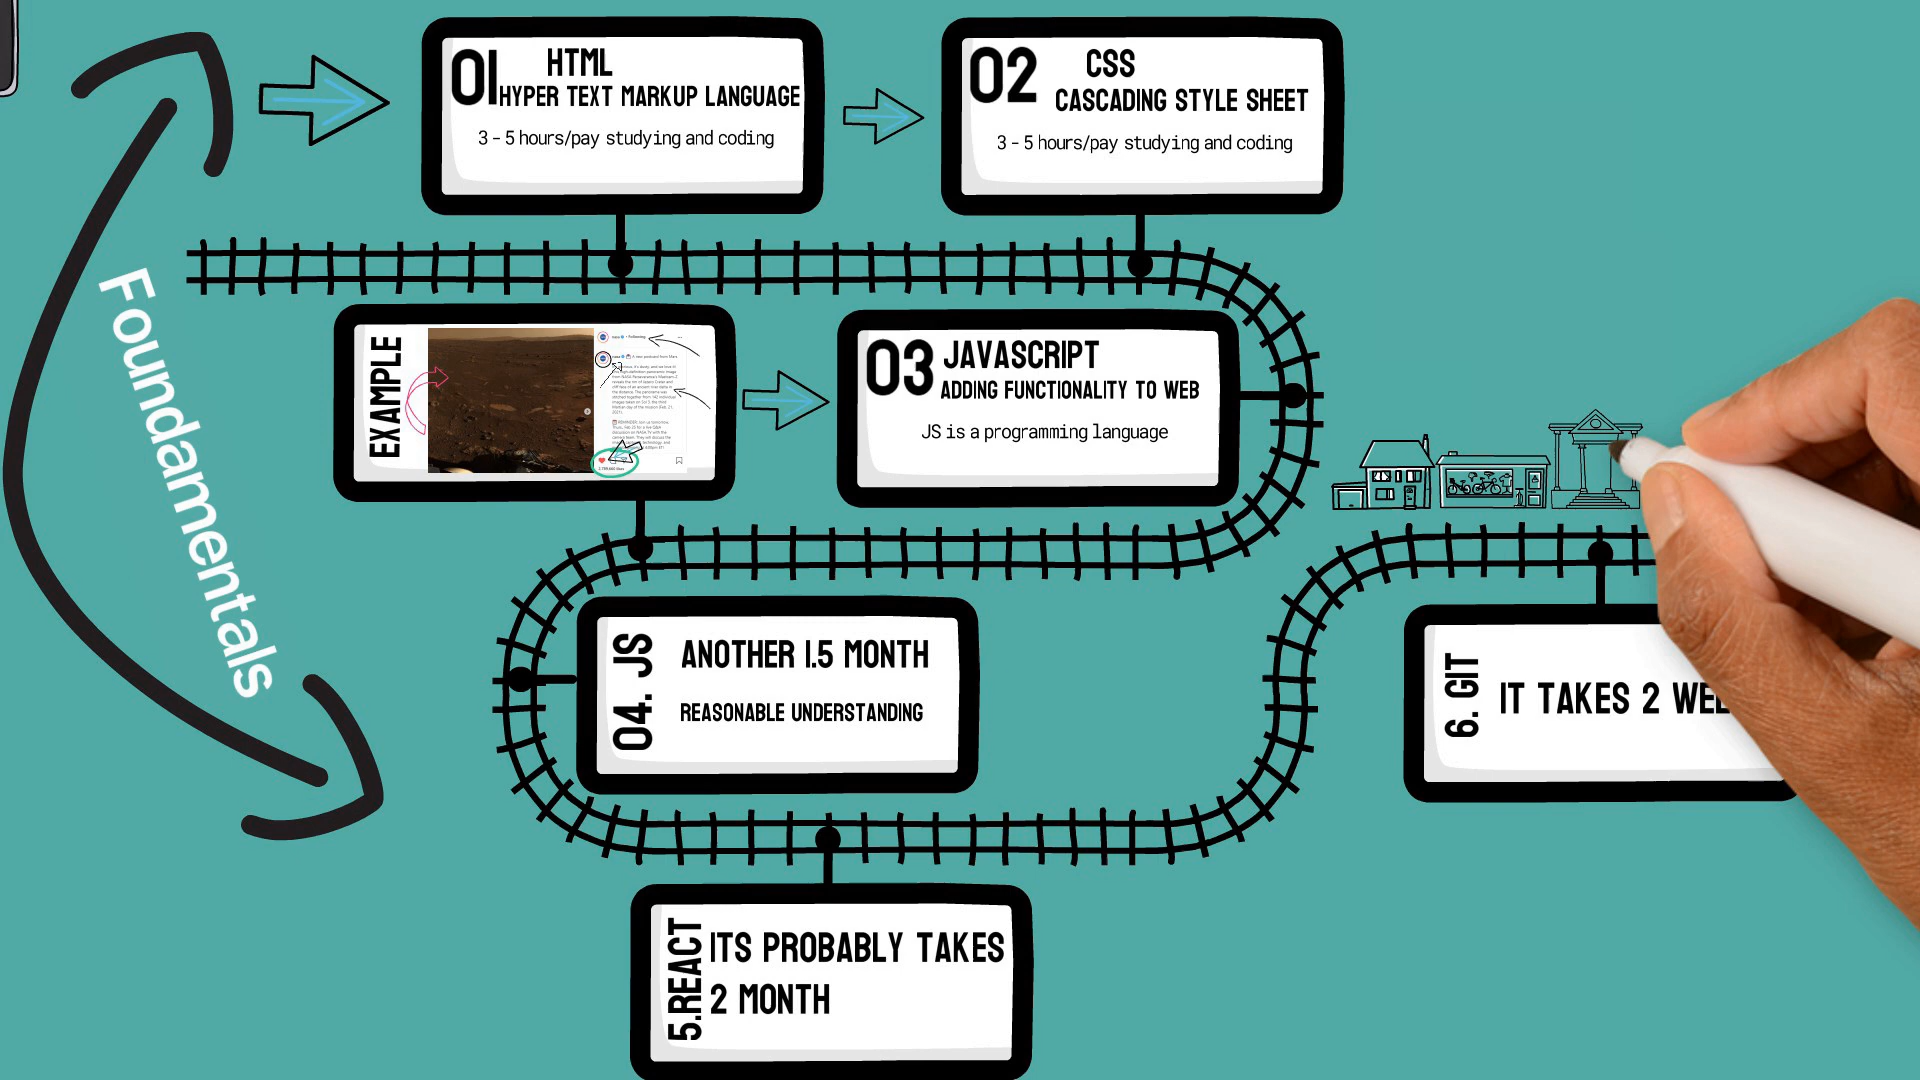 01
HTML
HYPER TEXT MARKUP LANGUAGE
3 - 5 hours/pay studying and coding
02
CSS
CASCADING STYLE SHEET
3 - 5 hours/pay studying and coding
Foundamentals
EXAMPLE
03
JAVASCRIPT
ADDING FUNCTIONALITY TO WEB
JS is a programming language
04. JS
ANOTHER 1.5 MONTH
REASONABLE UNDERSTANDING
6. GIT
IT TAKES 2
5.REACT
ITS PROBABLY TAKES
2 MONTH